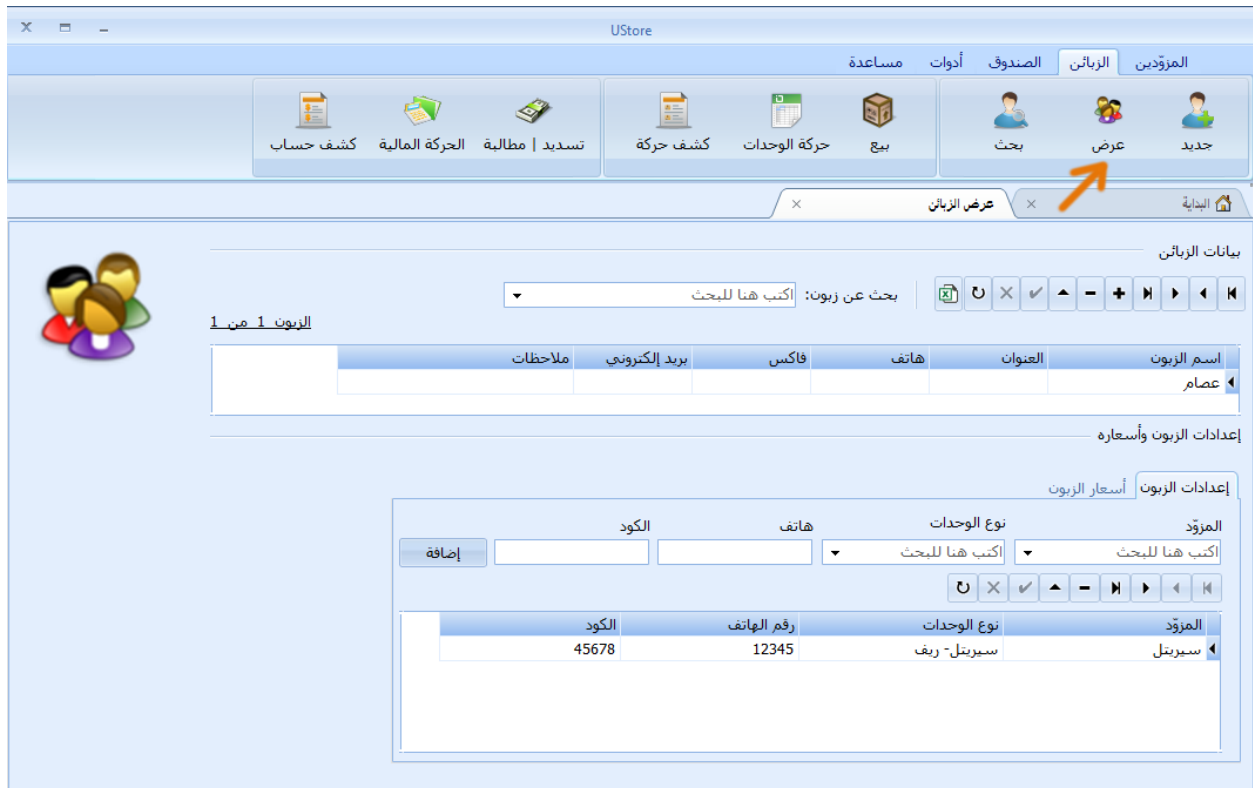 UStore
المزوّدين الزبائن الصندوق أدوات مساعدة
جديد عرض بحث بيع حركة الوحدات كشف حركة تسديد | مطالبة الحركة المالية كشف حساب
البداية عرض الزبائن
بيانات الزبائن
بحث عن زبون: اكتب هنا للبحث
الزبون 1 من 1
اسم الزبون العنوان هاتف فاكس بريد إلكتروني ملاحظات
عصام
إعدادات الزبون وأسعاره
إعدادات الزبون أسعار الزبون
المزوّد نوع الوحدات هاتف الكود
اكتب هنا للبحث اكتب هنا للبحث إضافة
المزوّد نوع الوحدات رقم الهاتف الكود
سيريتل سيريتل- ريف 12345 45678